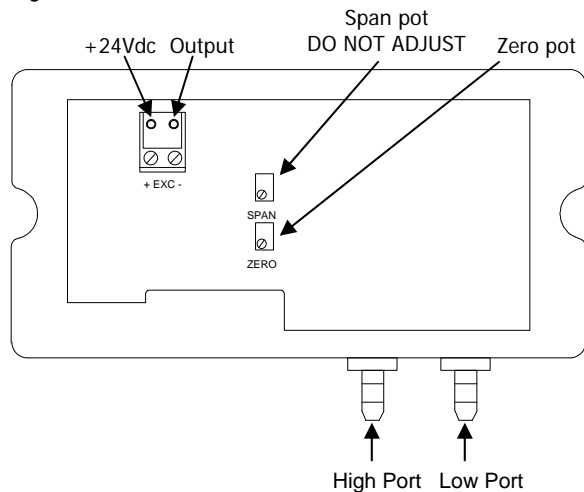 Span pot
DO NOT ADJUST
+24Vdc Output
Zero pot
+ EXC -
SPAN
ZERO
High Port Low Port